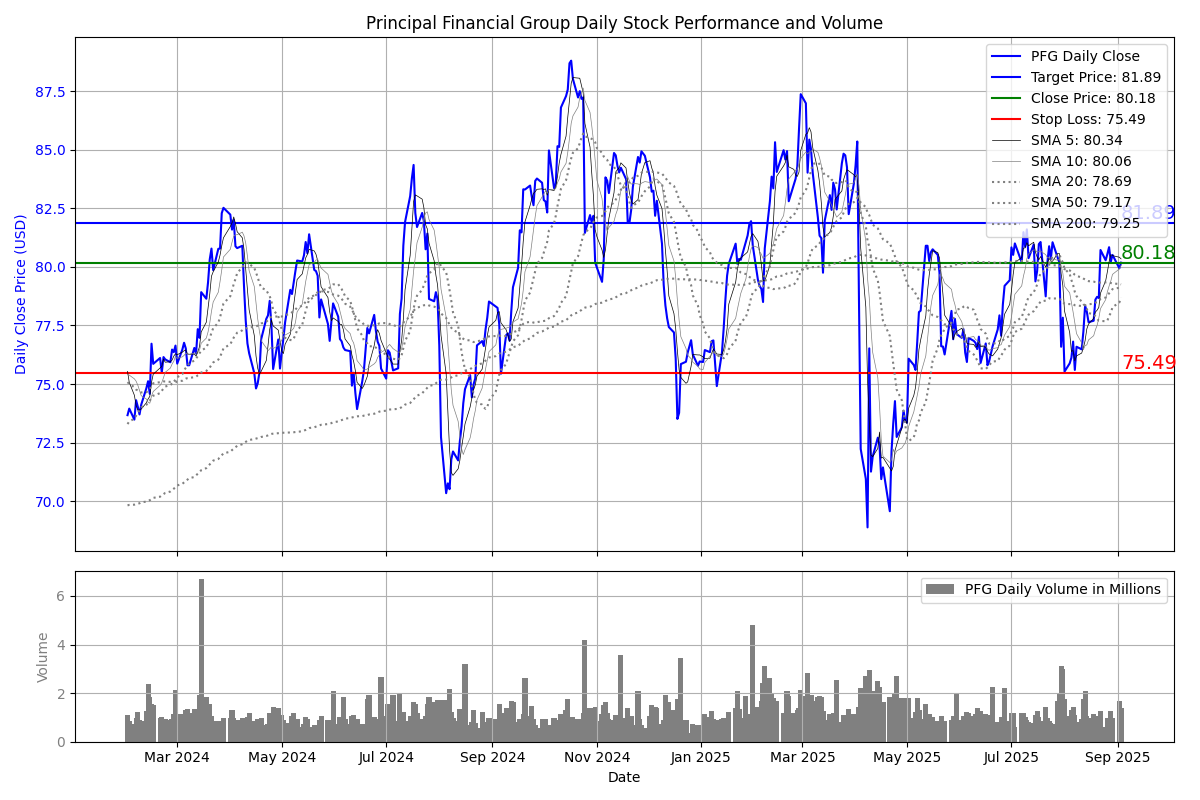 Principal Financial Group Daily Stock Performance and Volume
Daily Close Price (USD)
87.5
85.0
82.5
80.0
77.5
75.0
72.5
70.0
PFG Daily Close
Target Price: 81.89
Close Price: 80.18
Stop Loss: 75.49
SMA 5: 80.34
SMA 10: 80.06
SMA 20: 78.69
SMA 50: 79.17
SMA 200: 79.25
81.89
80.18
75.49
Volume
6
4
2
0
PFG Daily Volume in Millions
Mar 2024
May 2024
Jul 2024
Sep 2024
Nov 2024
Jan 2025
Mar 2025
May 2025
Jul 2025
Sep 2025
Date